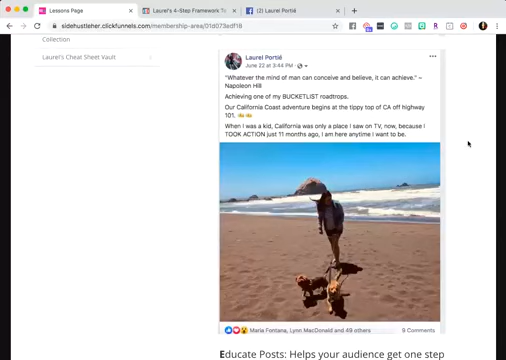 Lessons Page
Laurel's 4-Step Framework To
(2) Laurel Portié
sidehustleher.clickfunnels.com/membership-area/01d073edf18
Collection
Laurel's Cheat Sheet Vault
Laurel Portié
June 22 at 3:44 PM
"Whatever the mind of man can conceive and believe, it can achieve." ~
Napoleon Hill
Achieving one of my BUCKETLIST roadtrops.
Our California Coast adventure begins at the tippy top of CA off highway
101.
When I was a kid, California was only a place I saw on TV, now, because I
TOOK ACTION just 11 months ago, I am here anytime I want to be.
Maria Fontaine, Lynn MacDonald and 49 others
9 Comments
Educate Posts: Helps your audience get one step